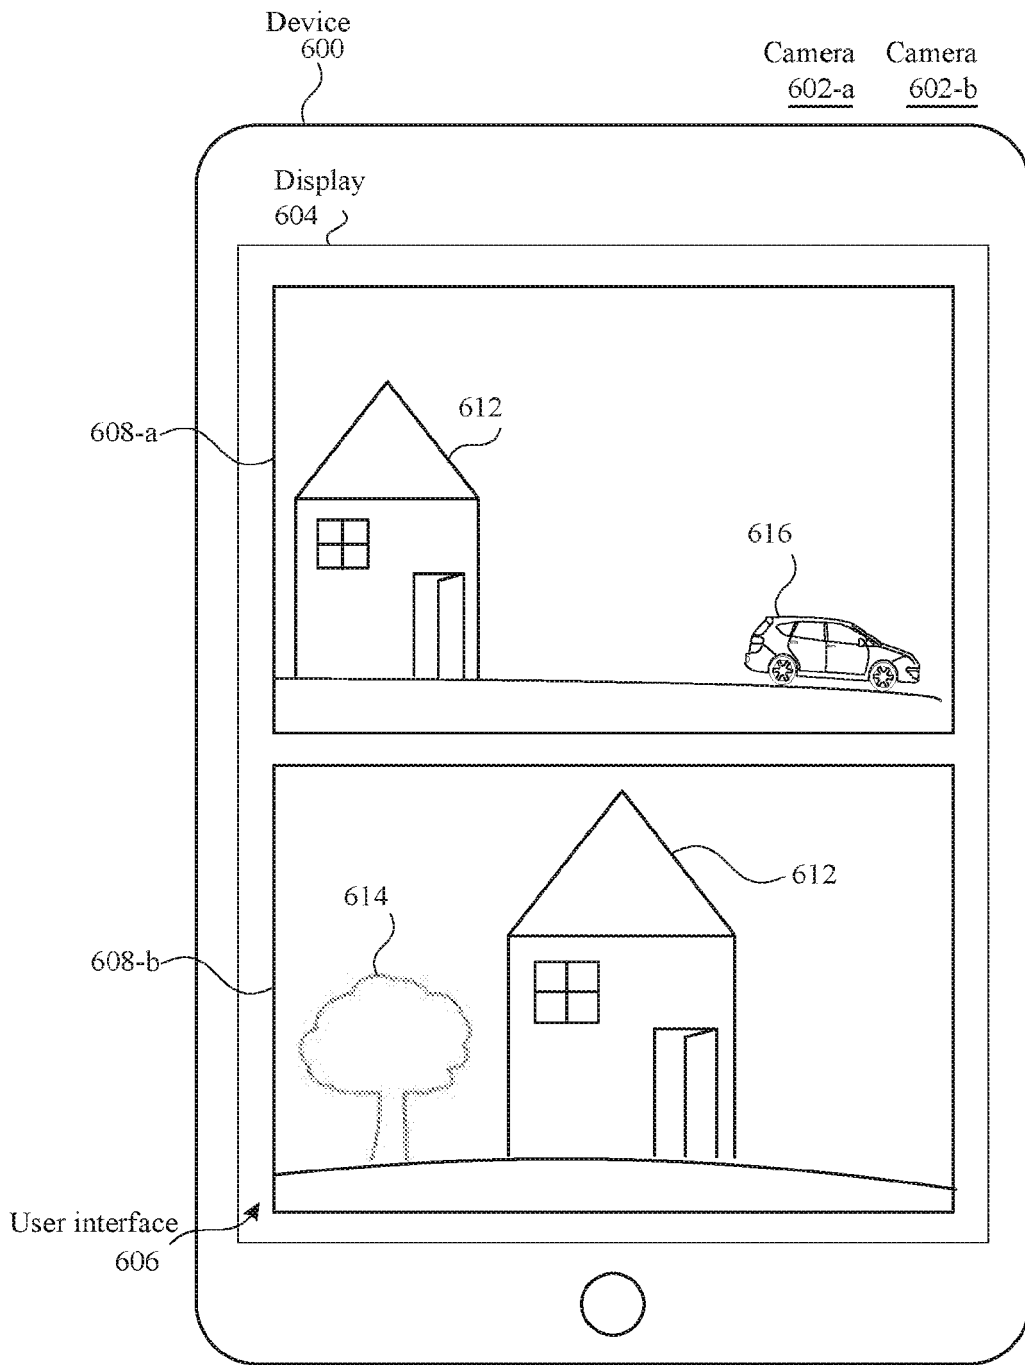 Device
600
Camera
602-a
Camera
602-b
Display
604
608-a
612
616
608-b
614
612
User interface
606